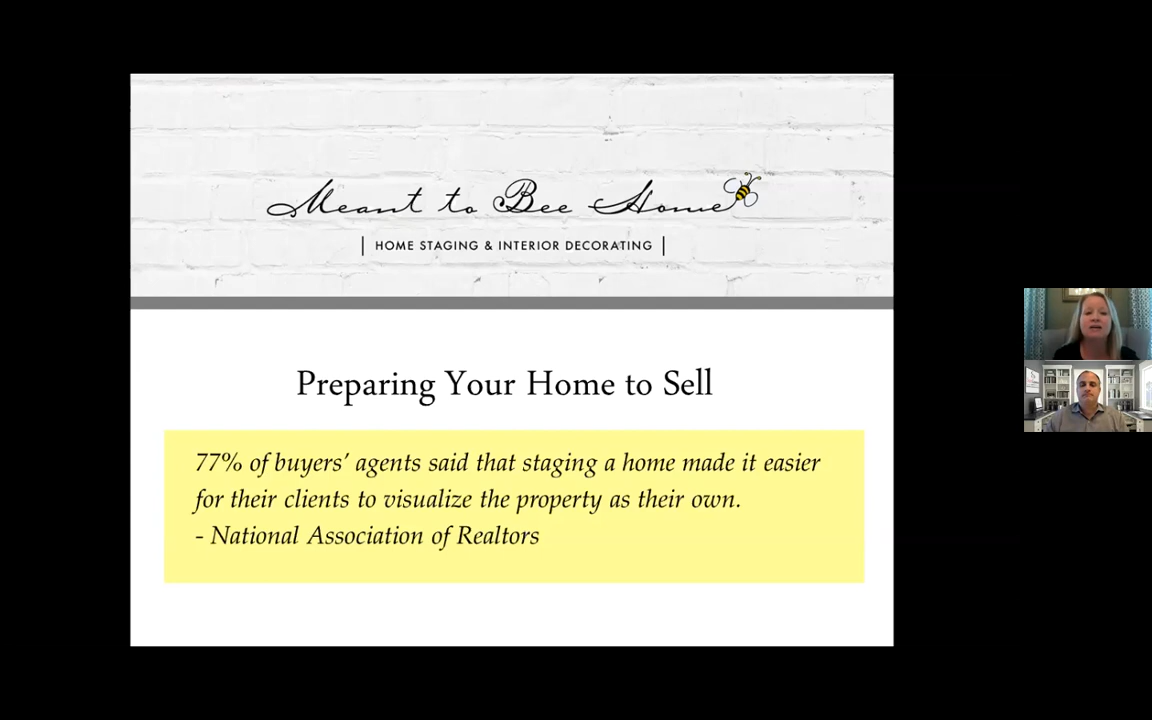 Meant to Bee Home
| HOME STAGING & INTERIOR DECORATING |
Preparing Your Home to Sell
77% of buyers’ agents said that staging a home made it easier
for their clients to visualize the property as their own.
- National Association of Realtors